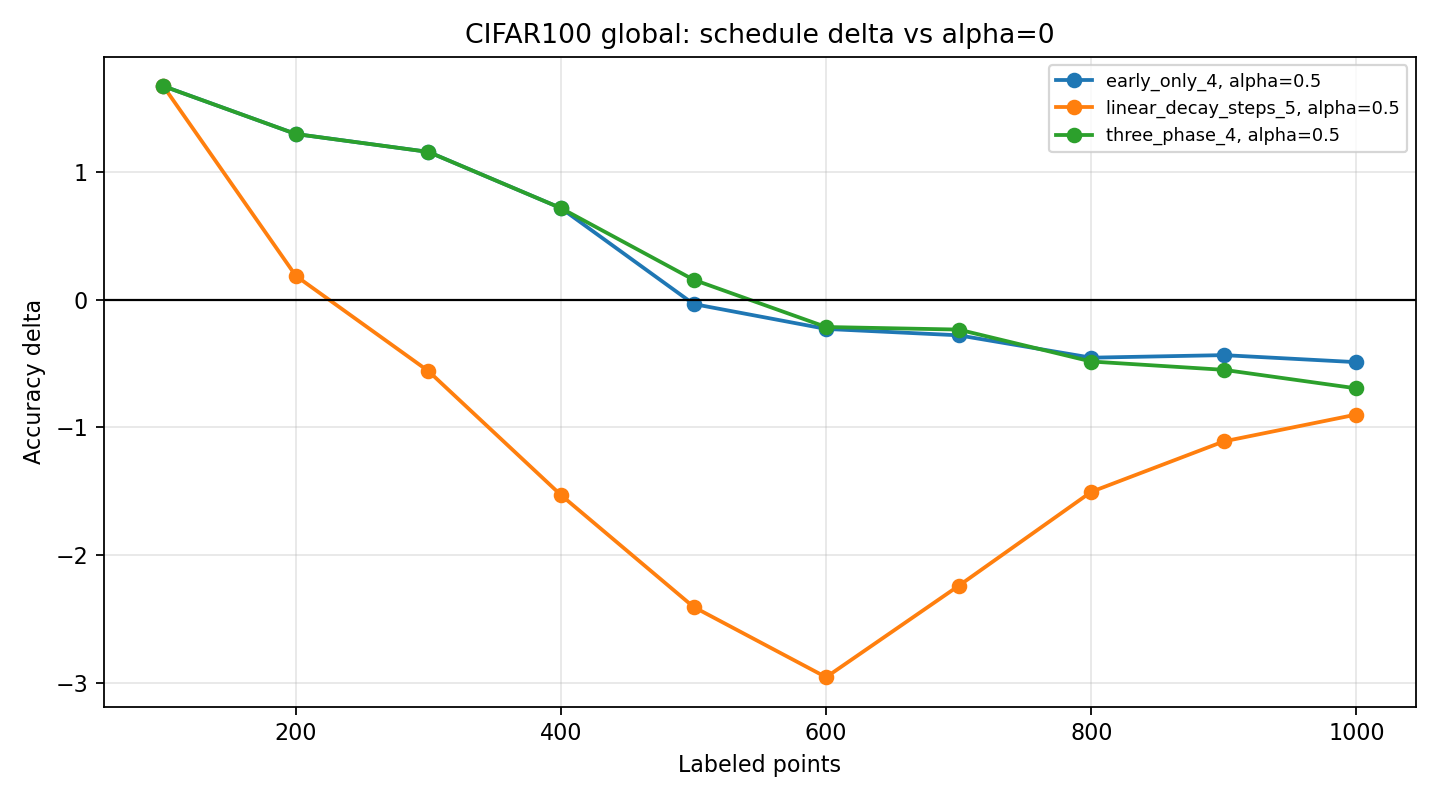 CIFAR100 global: schedule delta vs alpha=0
early_only_4, alpha=0.5
linear_decay_steps_5, alpha=0.5
three_phase_4, alpha=0.5
Accuracy delta
1
0
−1
−2
−3
200
400
600
800
1000
Labeled points